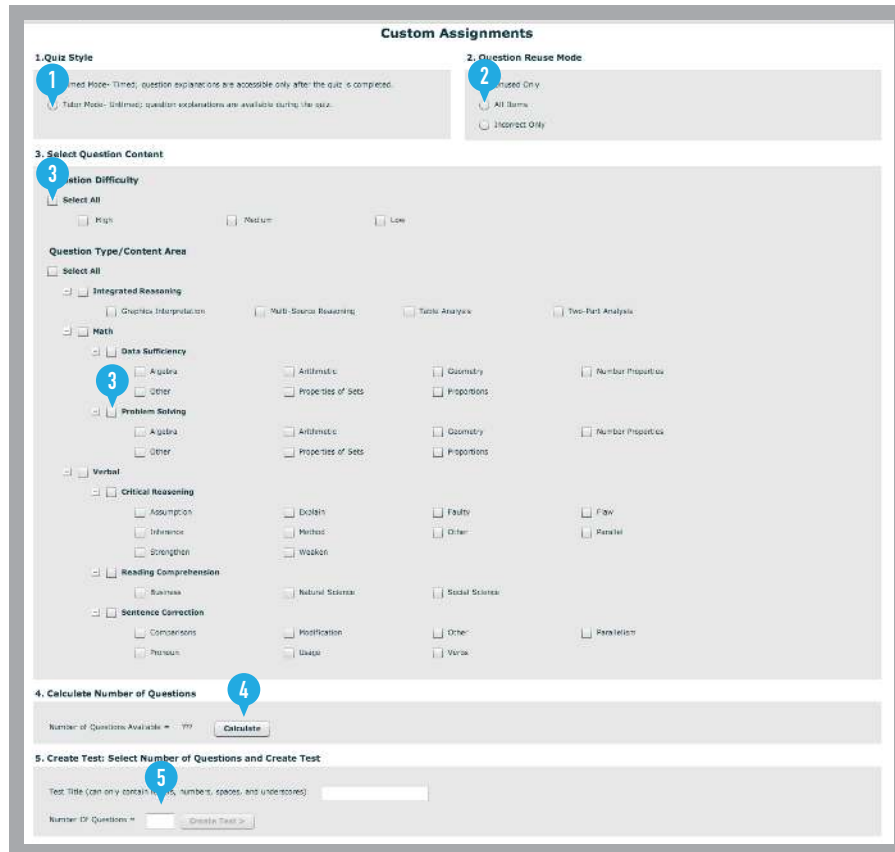 Custom Assignments
1.Quiz Style
2. Question Reuse Mode
1
2
Mode- Timed; question explanations are accessible only after the quiz is completed.
Only
Tutor Mode- Untimed; question explanations are available during the quiz.
All Items
Incorrect Only
3. Select Question Content
3
Difficulty
Select All
High Medium Low
Question Type/Content Area
Select All
Integrated Reasoning
Graphics Interpretation Multi-Source Reasoning Table Analysis Two-Part Analysis
Math
Data Sufficiency
Algebra Arithmetic Geometry Number Properties
3
Other Properties of Sets Proportions
Problem Solving
Algebra Arithmetic Geometry Number Properties
Other Properties of Sets Proportions
Verbal
Critical Reasoning
Assumption Explain Faulty Flaw
Inference Method Other Parallel
Strengthen Weaken
Reading Comprehension
Business Natural Science Social Science
Sentence Correction
Comparisons Modification Other Parallelism
Pronoun Usage Verbs
4
4. Calculate Number of Questions
Number of Questions Available = ??? Calculate
5. Create Test: Select Number of Questions and Create Test
5
Test Title (can only contain numbers, spaces, and underscores)
Number Of Questions = Create Test >